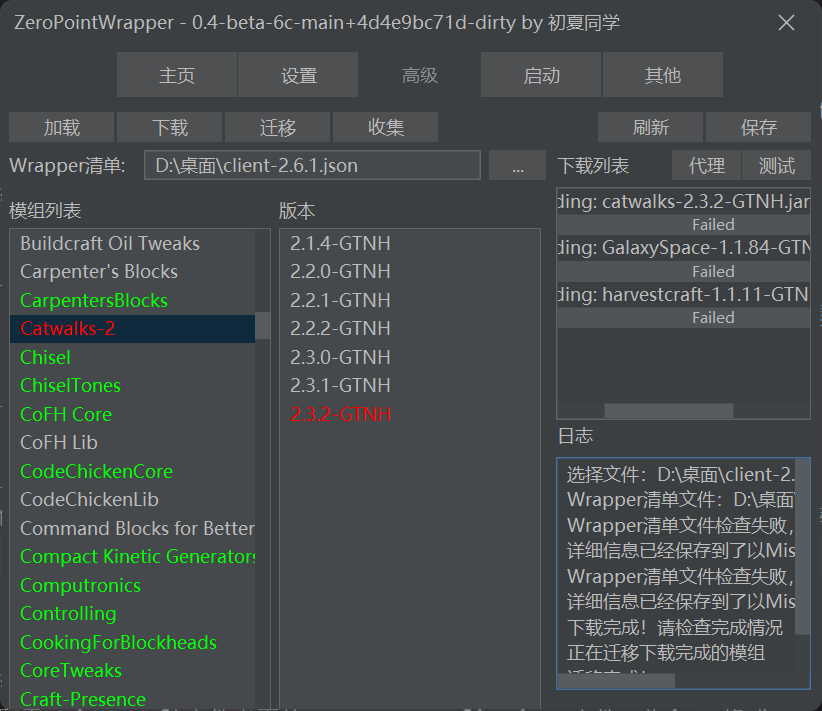 ZeroPointWrapper - 0.4-beta-6c-main+4d4e9bc71d-dirty by 初夏同学
主页 设置 高级 启动 其他
加载 下载 迁移 收集 刷新 保存
Wrapper清单: D:\桌面\client-2.6.1.json ... 下载列表 代理 测试
模组列表
Buildcraft Oil Tweaks
Carpenter's Blocks
CarpentersBlocks
Catwalks-2
Chisel
ChiselTones
CoFH Core
CoFH Lib
CodeChickenCore
CodeChickenLib
Command Blocks for Better
Compact Kinetic Generators
Computronics
Controlling
CookingForBlockheads
CoreTweaks
Craft-Presence
版本
2.1.4-GTNH
2.2.0-GTNH
2.2.1-GTNH
2.2.2-GTNH
2.3.0-GTNH
2.3.1-GTNH
2.3.2-GTNH
ding: catwalks-2.3.2-GTNH.jar
Failed
ding: GalaxySpace-1.1.84-GTN
Failed
ding: harvestcraft-1.1.11-GTN
Failed
日志
选择文件：D:\桌面\client-2.
Wrapper清单文件：D:\桌面
Wrapper清单文件检查失败，
详细信息已经保存到了以Mis
Wrapper清单文件检查失败，
详细信息已经保存到了以Mis
下载完成！请检查完成情况
正在迁移下载完成的模组